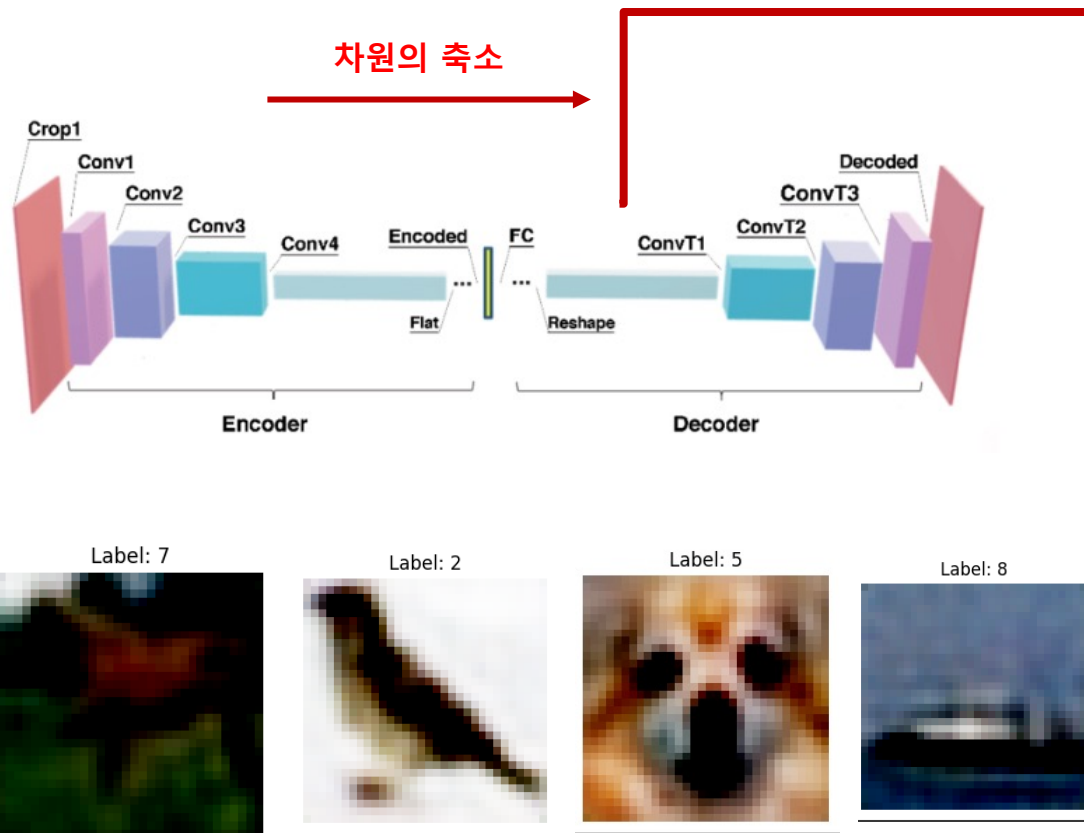 차원의 축소
Crop1
Conv1
Conv2
Conv3
Conv4
Encoded
FC
Flat
Reshape
ConvT1
ConvT2
ConvT3
Decoded
Encoder
Decoder
Label: 7
Label: 2
Label: 5
Label: 8